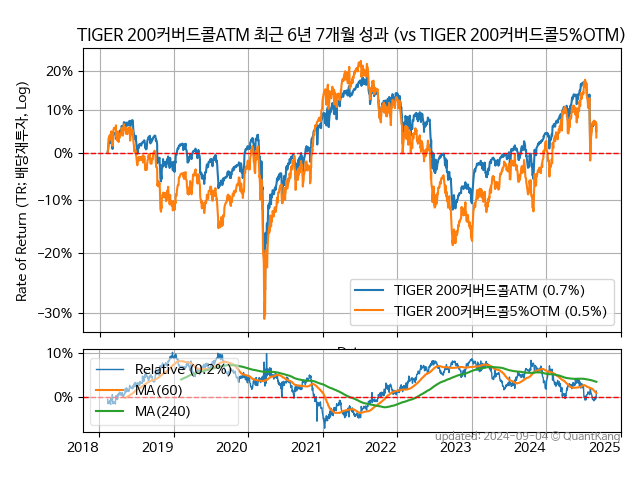 TIGER 200커버드콜ATM 최근 6년 7개월 성과 (vs TIGER 200커버드콜5%OTM)
Rate of Return (TR: 배당재투자, Log)
20%
10%
0%
−10%
−20%
−30%
TIGER 200커버드콜ATM (0.7%)
TIGER 200커버드콜5%OTM (0.5%)
10%
0%
Relative (0.2%)
MA(60)
MA(240)
2018 2019 2020 2021 2022 2023 2024 2025
updated: 2024-09-04 © QuantKang